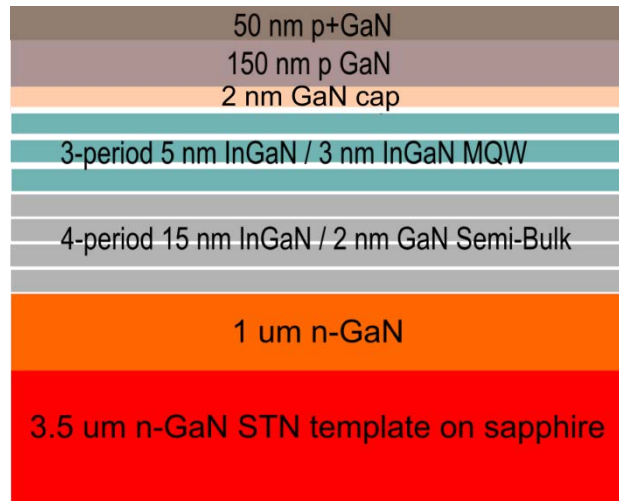 50 nm p+GaN
150 nm p GaN
2 nm GaN cap
3-period 5 nm InGaN / 3 nm InGaN MQW
4-period 15 nm InGaN / 2 nm GaN Semi-Bulk
1 um n-GaN
3.5 um n-GaN STN template on sapphire